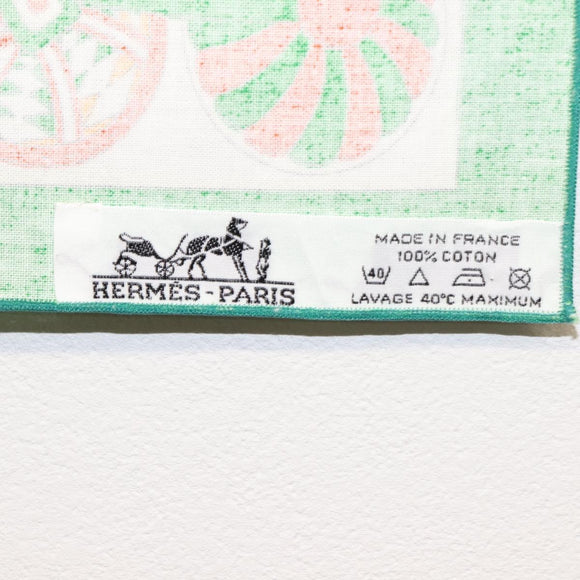 HERMÈS-PARIS
MADE IN FRANCE
100% COTON
40
LAVAGE 40°C MAXIMUM